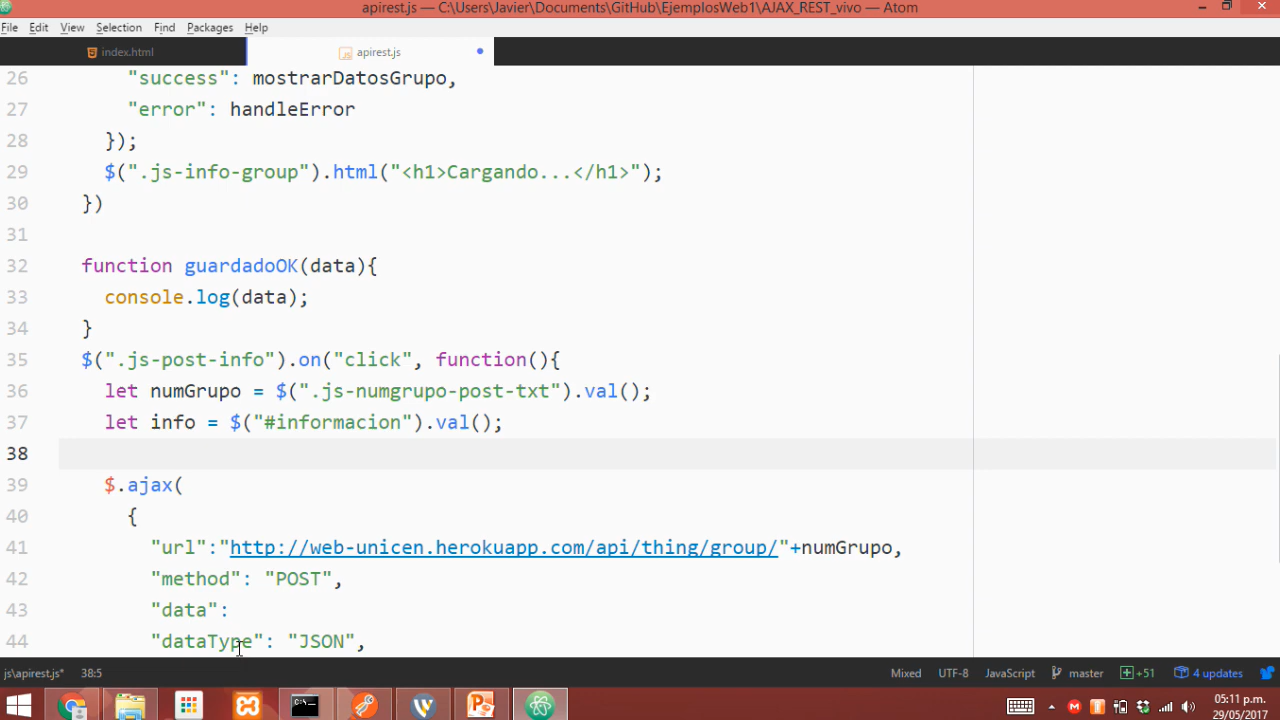 apirest.js — C:\Users\Javier\Documents\GitHub\EjemplosWeb1\AJAX_REST_vivo — Atom
File Edit View Selection Find Packages Help
index.html apirest.js
26 "success": mostrarDatosGrupo,
27 "error": handleError
28 });
29 $(".js-info-group").html("<h1>Cargando...</h1>");
30 })
31
32 function guardadoOK(data){
33 console.log(data);
34 }
35 $(".js-post-info").on("click", function(){
36 let numGrupo = $(".js-numgrupo-post-txt").val();
37 let info = $("#informacion").val();
38
39 $.ajax(
40 {
41 "url":"http://web-unicen.herokuapp.com/api/thing/group/"+numGrupo,
42 "method": "POST",
43 "data":
44 "dataType": "JSON",
js\apirest.js* 38:5 Mixed UTF-8 JavaScript master +51 4 updates
05:11 p.m.
29/05/2017